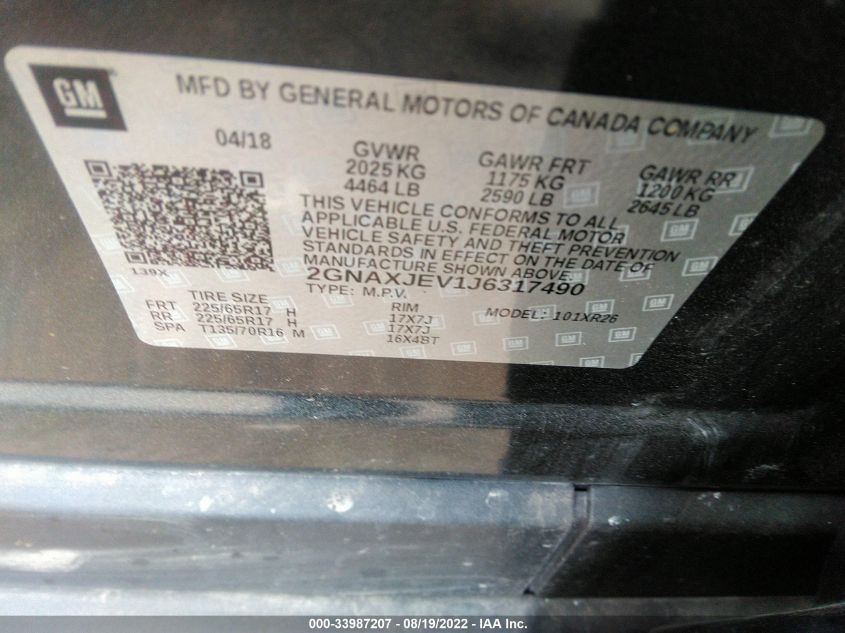 GM
MFD BY GENERAL MOTORS OF CANADA COMPANY
04/18
GVWR
2025 KG
4464 LB
GAWR FRT
1175 KG
2590 LB
GAWR RR
1200 KG
2645 LB
THIS VEHICLE CONFORMS TO ALL
APPLICABLE U.S. FEDERAL MOTOR
VEHICLE SAFETY AND THEFT PREVENTION
STANDARDS IN EFFECT ON THE DATE OF
MANUFACTURE SHOWN ABOVE.
139X
2GNAXJEV1J6317490
TYPE: M.P.V.
MODEL: 101XR26
TIRE SIZE RIM
FRT 225/65R17 H 17X7J
RR 225/65R17 H 17X7J
SPA T135/70R16 M 16X4BT
000-33987207 - 08/19/2022 - IAA Inc.